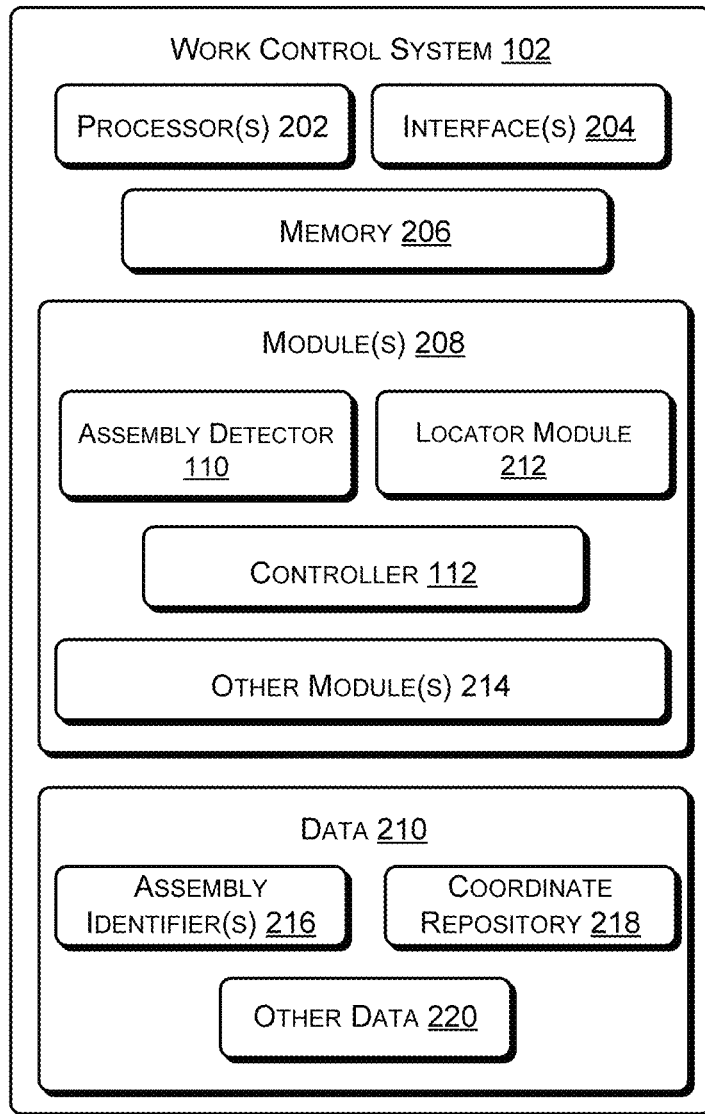 WORK CONTROL SYSTEM 102
PROCESSOR(S) 202
INTERFACE(S) 204
MEMORY 206
MODULE(S) 208
ASSEMBLY DETECTOR
110
LOCATOR MODULE
212
CONTROLLER 112
OTHER MODULE(S) 214
DATA 210
ASSEMBLY
IDENTIFIER(S) 216
COORDINATE
REPOSITORY 218
OTHER DATA 220